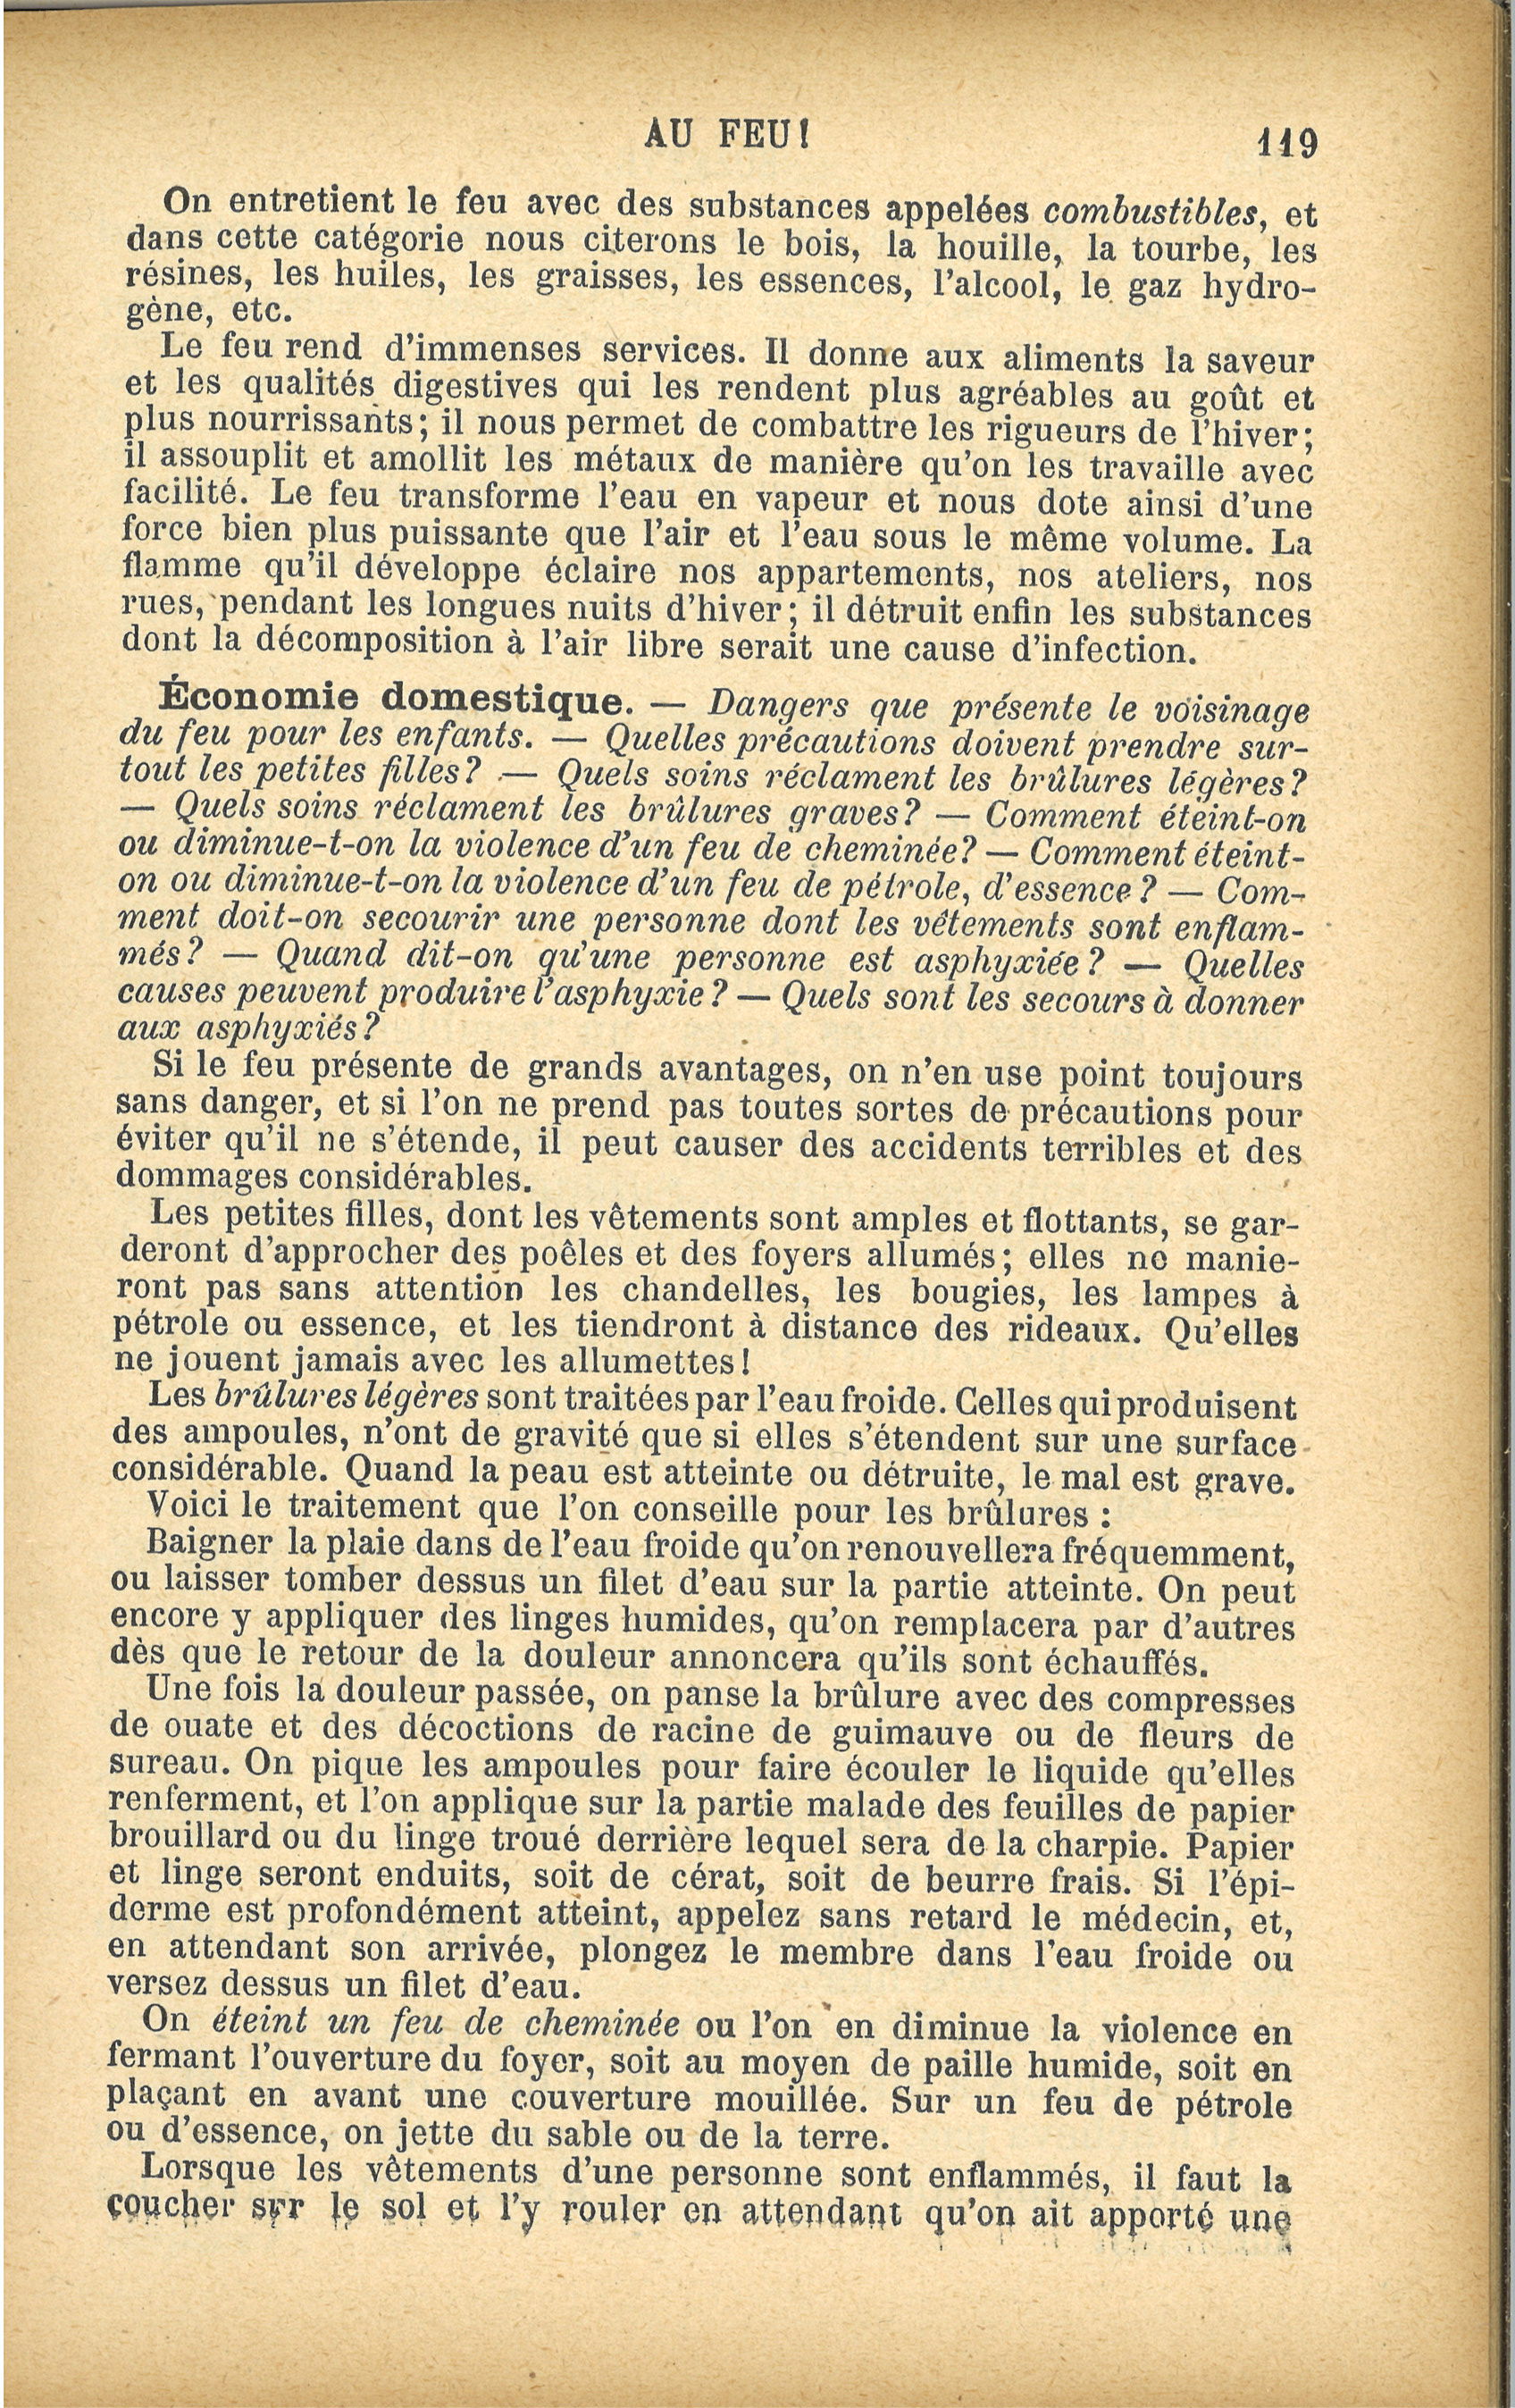 AU FEU!
119
On entretient le feu avec des substances appelées combustibles, et
dans cette catégorie nous citerons le bois, la houille, la tourbe, les
résines, les huiles, les graisses, les essences, l'alcool, le gaz hydro-
gène, etc.
Le feu rend d'immenses services. Il donne aux aliments la saveur
et les qualités digestives qui les rendent plus agréables au goût et
plus nourrissants; il nous permet de combattre les rigueurs de l'hiver;
il assouplit et amollit les métaux de manière qu'on les travaille avec
facilité. Le feu transforme l'eau en vapeur et nous dote ainsi d'une
force bien plus puissante que l'air et l'eau sous le même volume. La
flamme qu'il développe éclaire nos appartements, nos ateliers, nos
rues, pendant les longues nuits d'hiver; il détruit enfin les substances
dont la décomposition à l'air libre serait une cause d'infection.
Économie domestique. — Dangers que présente le voisinage
du feu pour les enfants. — Quelles précautions doivent prendre sur-
tout les petites filles? — Quels soins réclament les brûlures légères?
— Quels soins réclament les brûlures graves? — Comment éteint-on
ou diminue-t-on la violence d'un feu de cheminée? — Comment éteint-
on ou diminue-t-on la violence d'un feu de pétrole, d'essence? — Com-
ment doit-on secourir une personne dont les vêtements sont enflam-
més? — Quand dit-on qu'une personne est asphyxiée? — Quelles
causes peuvent produire l'asphyxie? — Quels sont les secours à donner
aux asphyxiés?
Si le feu présente de grands avantages, on n'en use point toujours
sans danger, et si l'on ne prend pas toutes sortes de précautions pour
éviter qu'il ne s'étende, il peut causer des accidents terribles et des
dommages considérables.
Les petites filles, dont les vêtements sont amples et flottants, se gar-
deront d'approcher des poêles et des foyers allumés; elles ne manie-
ront pas sans attention les chandelles, les bougies, les lampes à
pétrole ou essence, et les tiendront à distance des rideaux. Qu'elles
ne jouent jamais avec les allumettes!
Les brûlures légères sont traitées par l'eau froide. Celles qui produisent
des ampoules, n'ont de gravité que si elles s'étendent sur une surface
considérable. Quand la peau est atteinte ou détruite, le mal est grave.
Voici le traitement que l'on conseille pour les brûlures :
Baigner la plaie dans de l'eau froide qu'on renouvellera fréquemment,
ou laisser tomber dessus un filet d'eau sur la partie atteinte. On peut
encore y appliquer des linges humides, qu'on remplacera par d'autres
dès que le retour de la douleur annoncera qu'ils sont échauffés.
Une fois la douleur passée, on panse la brûlure avec des compresses
de ouate et des décoctions de racine de guimauve ou de fleurs de
sureau. On pique les ampoules pour faire écouler le liquide qu'elles
renferment, et l'on applique sur la partie malade des feuilles de papier
brouillard ou du linge troué derrière lequel sera de la charpie. Papier
et linge seront enduits, soit de cérat, soit de beurre frais. Si l'épi-
derme est profondément atteint, appelez sans retard le médecin, et,
en attendant son arrivée, plongez le membre dans l'eau froide ou
versez dessus un filet d'eau.
On éteint un feu de cheminée ou l'on en diminue la violence en
fermant l'ouverture du foyer, soit au moyen de paille humide, soit en
plaçant en avant une couverture mouillée. Sur un feu de pétrole
ou d'essence, on jette du sable ou de la terre.
Lorsque les vêtements d'une personne sont enflammés, il faut la
coucher sur le sol et l'y rouler en attendant qu'on ait apporté une